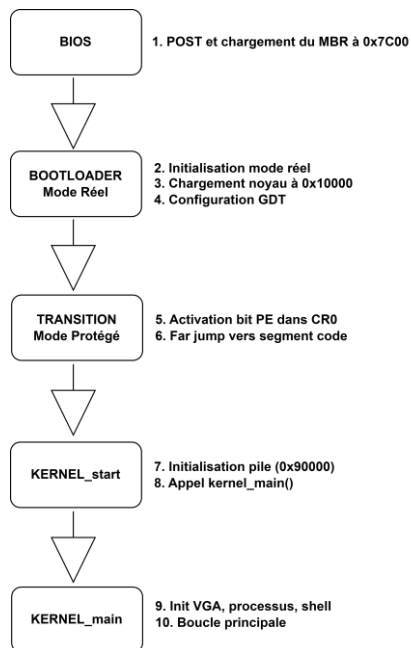 BIOS
1. POST et chargement du MBR à 0x7C00
BOOTLOADER
Mode Réel
2. Initialisation mode réel
3. Chargement noyau à 0x10000
4. Configuration GDT
TRANSITION
Mode Protégé
5. Activation bit PE dans CR0
6. Far jump vers segment code
KERNEL_start
7. Initialisation pile (0x90000)
8. Appel kernel_main()
KERNEL_main
9. Init VGA, processus, shell
10. Boucle principale